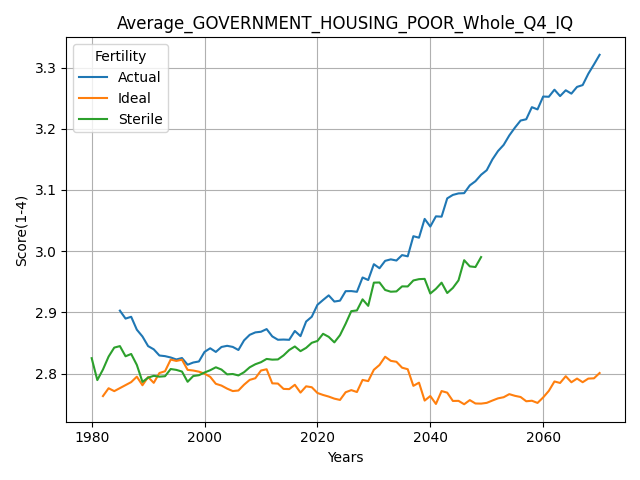 Average_GOVERNMENT_HOUSING_POOR_Whole_Q4_IQ
Fertility
Actual
Ideal
Sterile
Score(1-4)
3.3
3.2
3.1
3.0
2.9
2.8
1980 2000 2020 2040 2060
Years